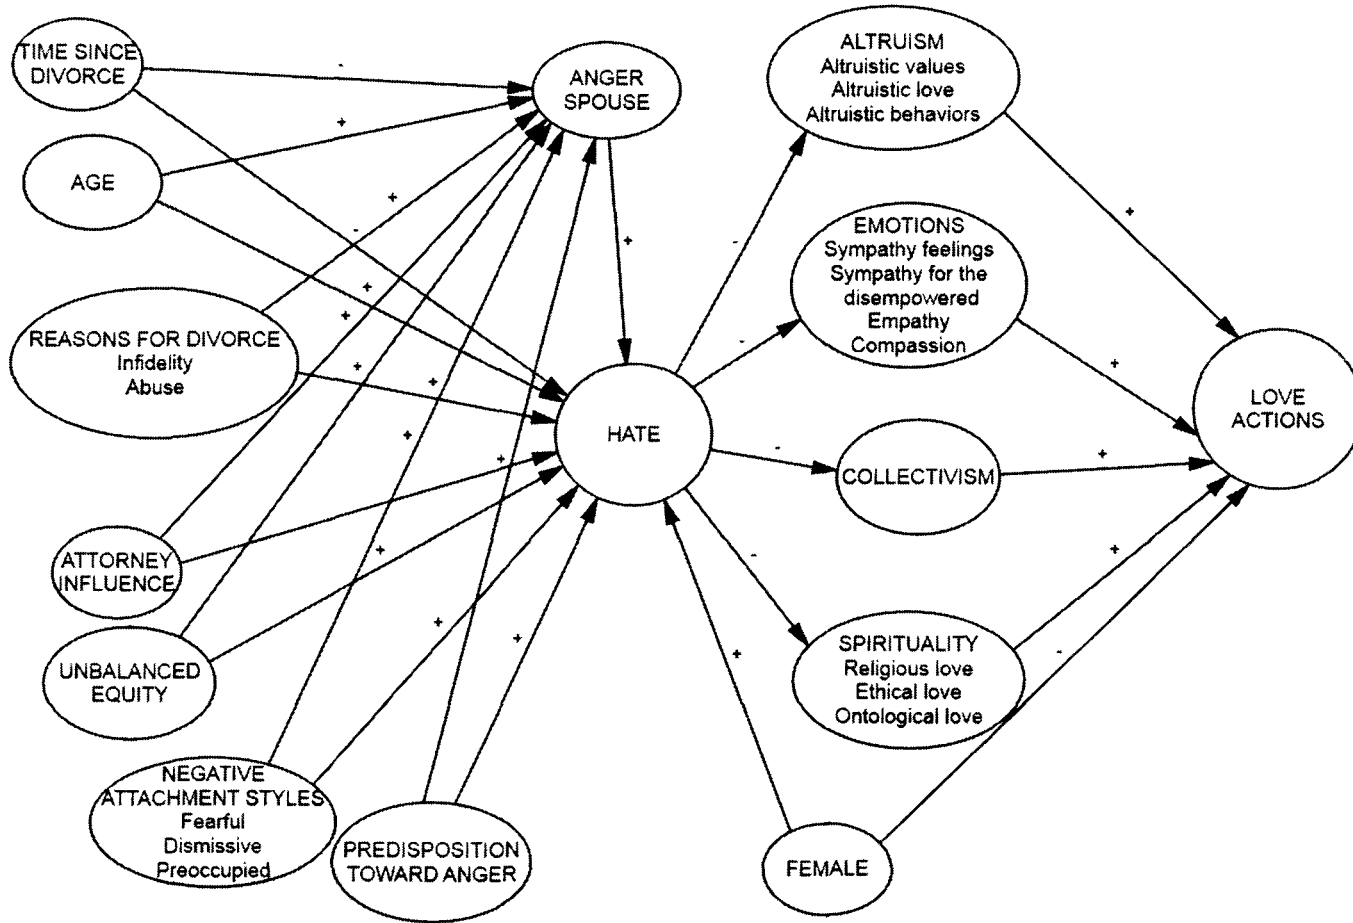 TIME SINCE
DIVORCE
AGE
REASONS FOR DIVORCE
Infidelity
Abuse
ATTORNEY
INFLUENCE
UNBALANCED
EQUITY
NEGATIVE
ATTACHMENT STYLES
Fearful
Dismissive
Preoccupied
PREDISPOSITION
TOWARD ANGER
ANGER
SPOUSE
HATE
ALTRUISM
Altruistic values
Altruistic love
Altruistic behaviors
EMOTIONS
Sympathy feelings
Sympathy for the
disempowered
Empathy
Compassion
COLLECTIVISM
SPIRITUALITY
Religious love
Ethical love
Ontological love
FEMALE
LOVE
ACTIONS
-
+
+
-
+
+
+
+
+
+
+
+
+
+
+
-
-
-
-
+
+
+
+
+
-